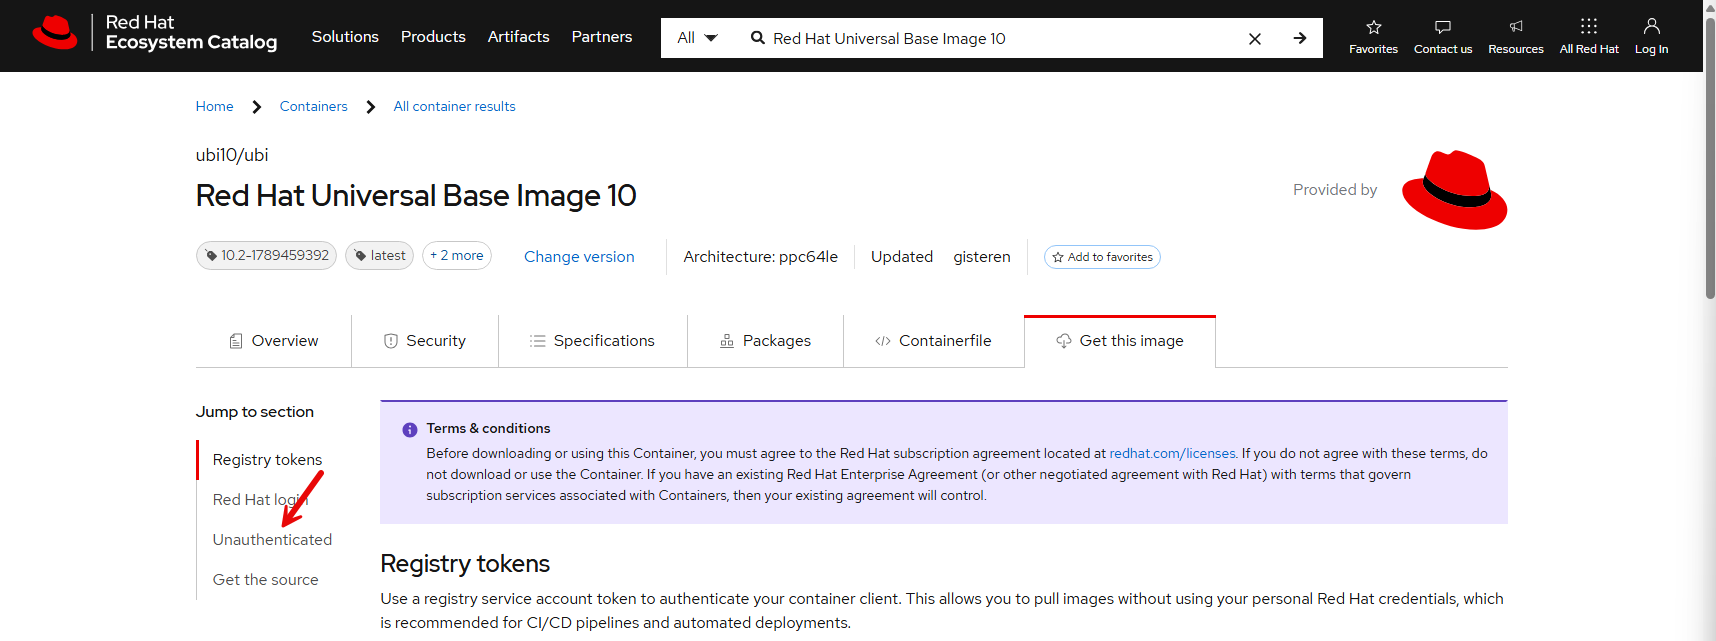 Red Hat
Ecosystem Catalog
Solutions Products Artifacts Partners
All Red Hat Universal Base Image 10
Favorites Contact us Resources All Red Hat Log In
Home Containers All container results
ubi10/ubi
Red Hat Universal Base Image 10
Provided by
10.2-1789459392 latest + 2 more Change version Architecture: ppc64le Updated gisteren Add to favorites
Overview Security Specifications Packages Containerfile Get this image
Jump to section
Registry tokens
Red Hat login
Unauthenticated
Get the source
Terms & conditions
Before downloading or using this Container, you must agree to the Red Hat subscription agreement located at redhat.com/licenses. If you do not agree with these terms, do
not download or use the Container. If you have an existing Red Hat Enterprise Agreement (or other negotiated agreement with Red Hat) with terms that govern
subscription services associated with Containers, then your existing agreement will control.
Registry tokens
Use a registry service account token to authenticate your container client. This allows you to pull images without using your personal Red Hat credentials, which
is recommended for CI/CD pipelines and automated deployments.